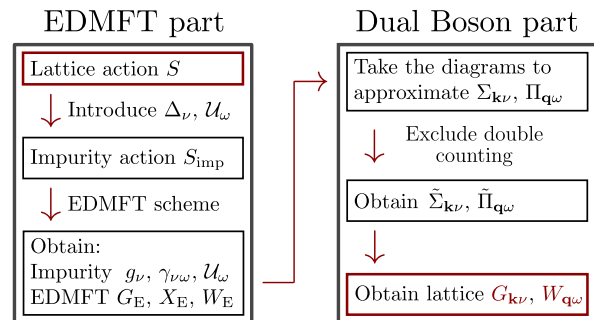 EDMFT part
Lattice action S
Introduce Δ_ν, 𝒰_ω
Impurity action S_imp
EDMFT scheme
Obtain:
Impurity g_ν, γ_νω, 𝒰_ω
EDMFT G_E, X_E, W_E
Dual Boson part
Take the diagrams to
approximate Σ_𝐤ν, Π_𝐪ω
Exclude double
counting
Obtain Σ̃_𝐤ν, Π̃_𝐪ω
Obtain lattice G_𝐤ν, W_𝐪ω